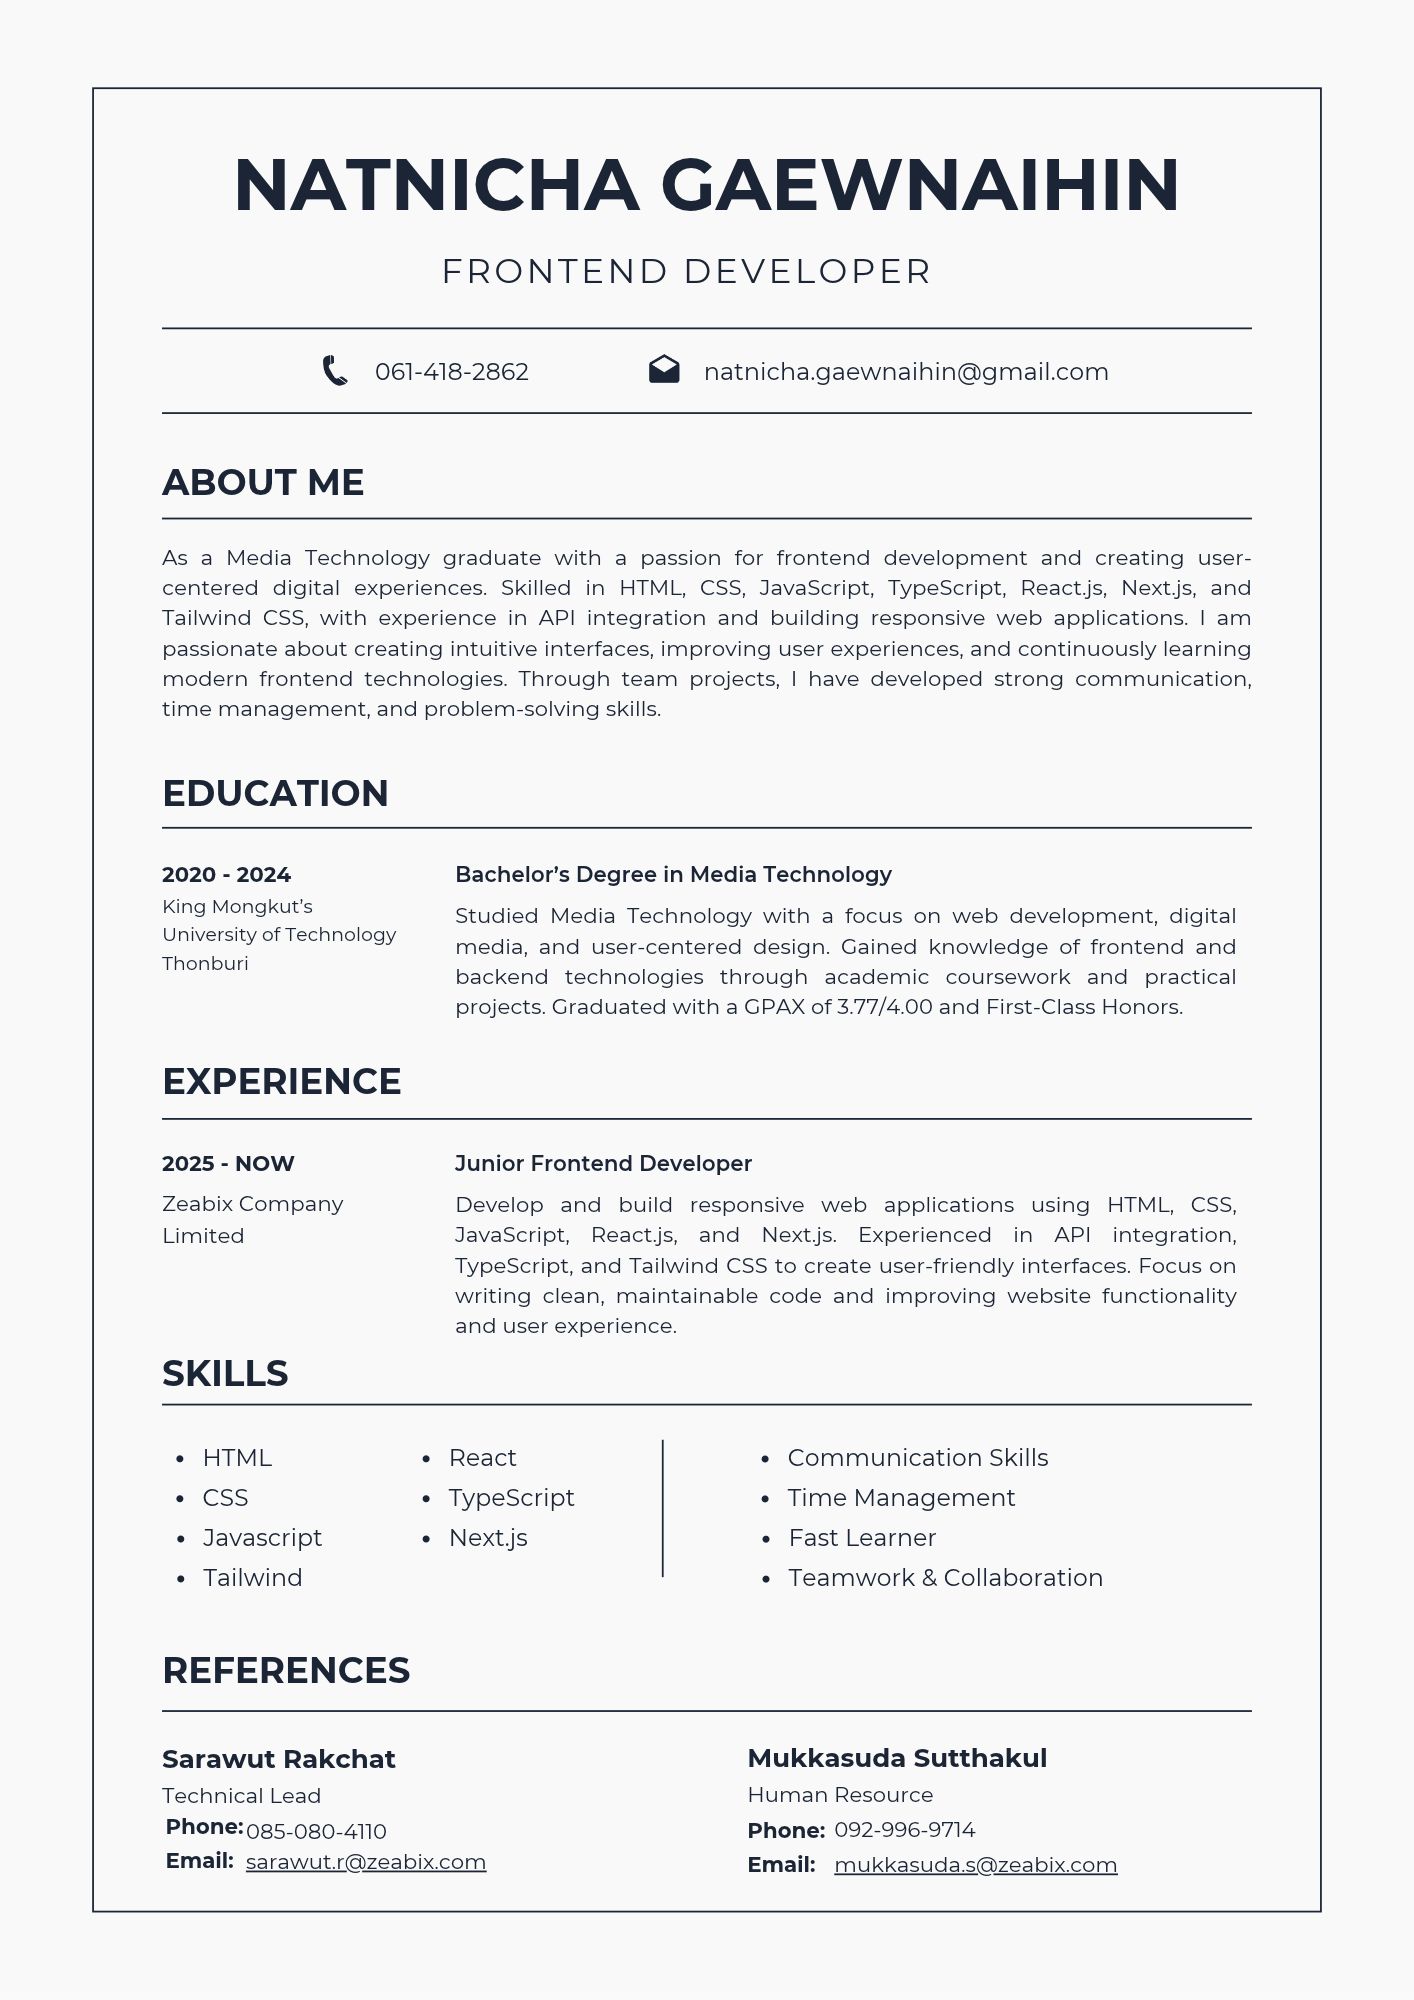 NATNICHA GAEWNAIHIN
FRONTEND DEVELOPER
061-418-2862
natnicha.gaewnaihin@gmail.com
ABOUT ME
As a Media Technology graduate with a passion for frontend development and creating user-
centered digital experiences. Skilled in HTML, CSS, JavaScript, TypeScript, React.js, Next.js, and
Tailwind CSS, with experience in API integration and building responsive web applications. I am
passionate about creating intuitive interfaces, improving user experiences, and continuously learning
modern frontend technologies. Through team projects, I have developed strong communication,
time management, and problem-solving skills.
EDUCATION
2020 - 2024
King Mongkut’s
University of Technology
Thonburi
Bachelor’s Degree in Media Technology
Studied Media Technology with a focus on web development, digital
media, and user-centered design. Gained knowledge of frontend and
backend technologies through academic coursework and practical
projects. Graduated with a GPAX of 3.77/4.00 and First-Class Honors.
EXPERIENCE
2025 - NOW
Zeabix Company
Limited
Junior Frontend Developer
Develop and build responsive web applications using HTML, CSS,
JavaScript, React.js, and Next.js. Experienced in API integration,
TypeScript, and Tailwind CSS to create user-friendly interfaces. Focus on
writing clean, maintainable code and improving website functionality
and user experience.
SKILLS
• HTML
• CSS
• Javascript
• Tailwind
• React
• TypeScript
• Next.js
• Communication Skills
• Time Management
• Fast Learner
• Teamwork & Collaboration
REFERENCES
Sarawut Rakchat
Technical Lead
Phone: 085-080-4110
Email: sarawut.r@zeabix.com
Mukkasuda Sutthakul
Human Resource
Phone: 092-996-9714
Email: mukkasuda.s@zeabix.com